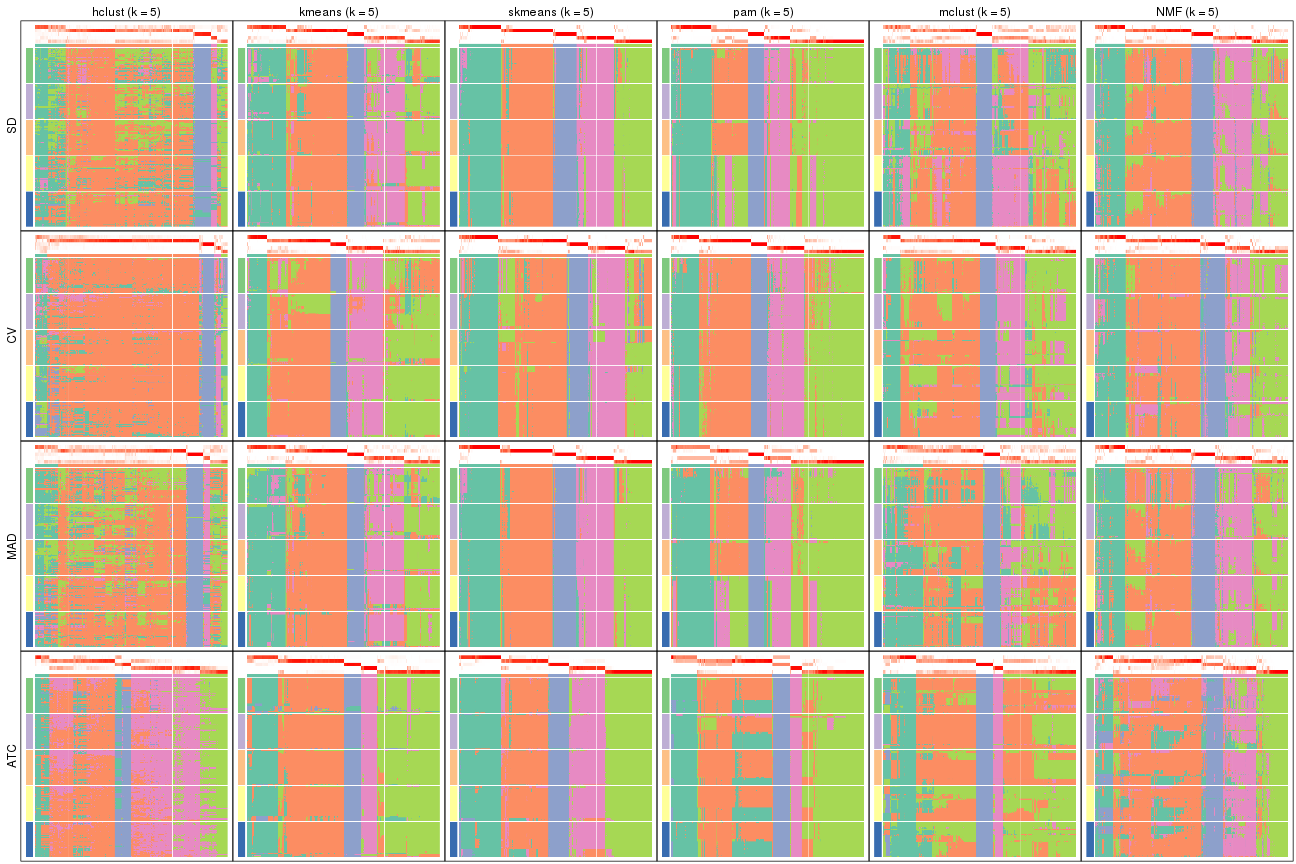 hclust (k = 5) kmeans (k = 5) skmeans (k = 5) pam (k = 5) mclust (k = 5) NMF (k = 5)
SD
CV
MAD
ATC